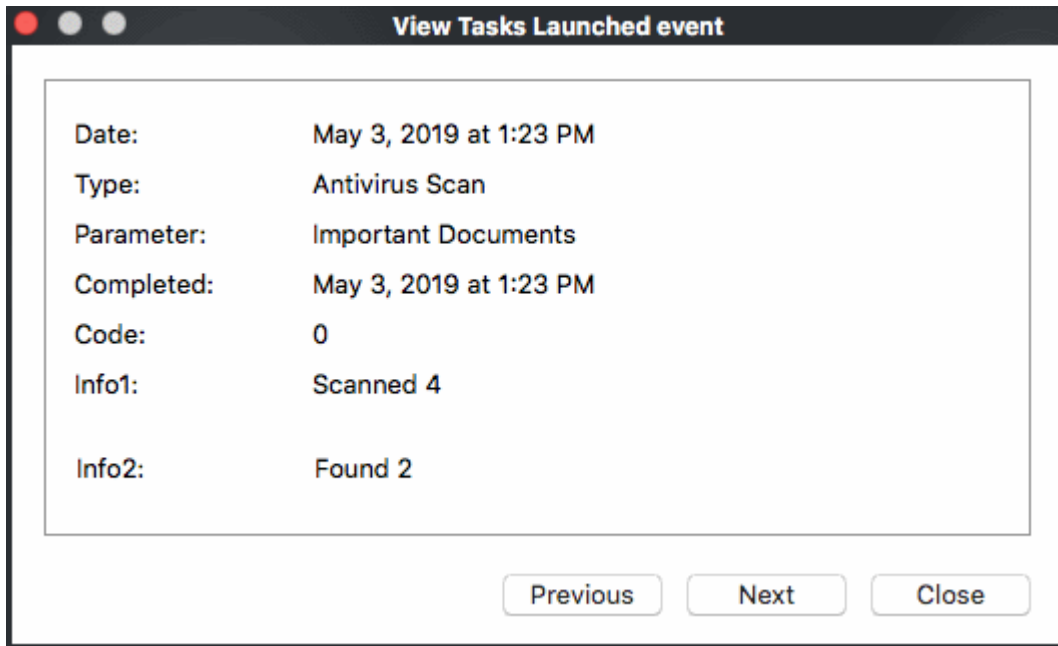 View Tasks Launched event
Date: May 3, 2019 at 1:23 PM
Type: Antivirus Scan
Parameter: Important Documents
Completed: May 3, 2019 at 1:23 PM
Code: 0
Info1: Scanned 4
Info2: Found 2
Previous Next Close